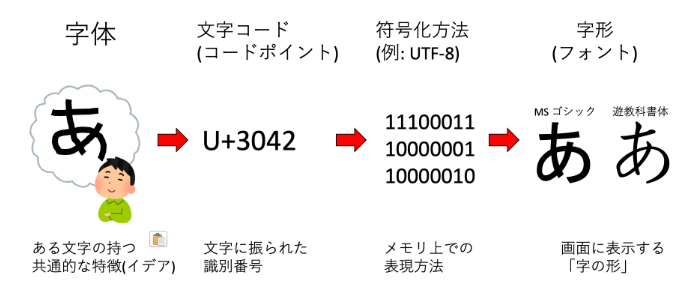 字体
文字コード
(コードポイント)
符号化方法
(例: UTF-8)
字形
(フォント)
あ
U+3042
11100011
10000001
10000010
MS ゴシック
あ
遊教科書体
あ
ある文字の持つ
共通的な特徴(イデア)
文字に振られた
識別番号
メモリ上での
表現方法
画面に表示する
「字の形」